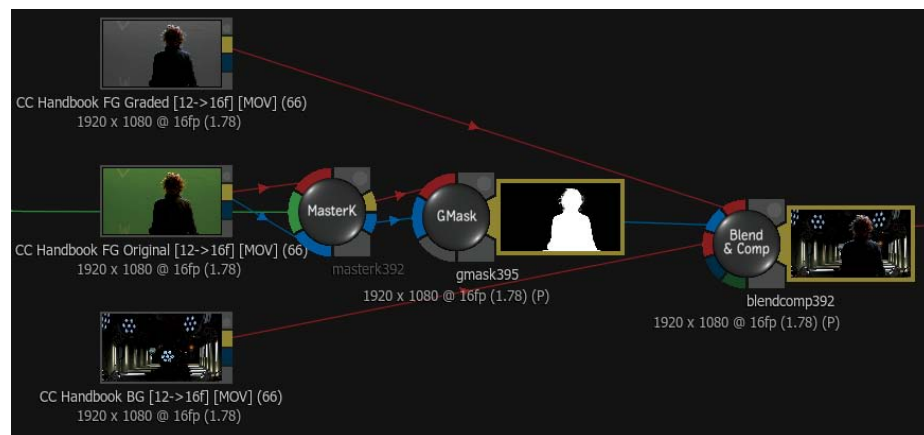 CC Handbook FG Graded [12->16f] [MOV] (66)
1920 x 1080 @ 16fp (1.78)
CC Handbook FG Original [12->16f] [MOV] (66)
1920 x 1080 @ 16fp (1.78)
MasterK
masterk392
GMask
gmask395
1920 x 1080 @ 16fp (1.78) (P)
Blend
& Comp
blendcomp392
1920 x 1080 @ 16fp (1.78) (P)
CC Handbook BG [12->16f] [MOV] (66)
1920 x 1080 @ 16fp (1.78)